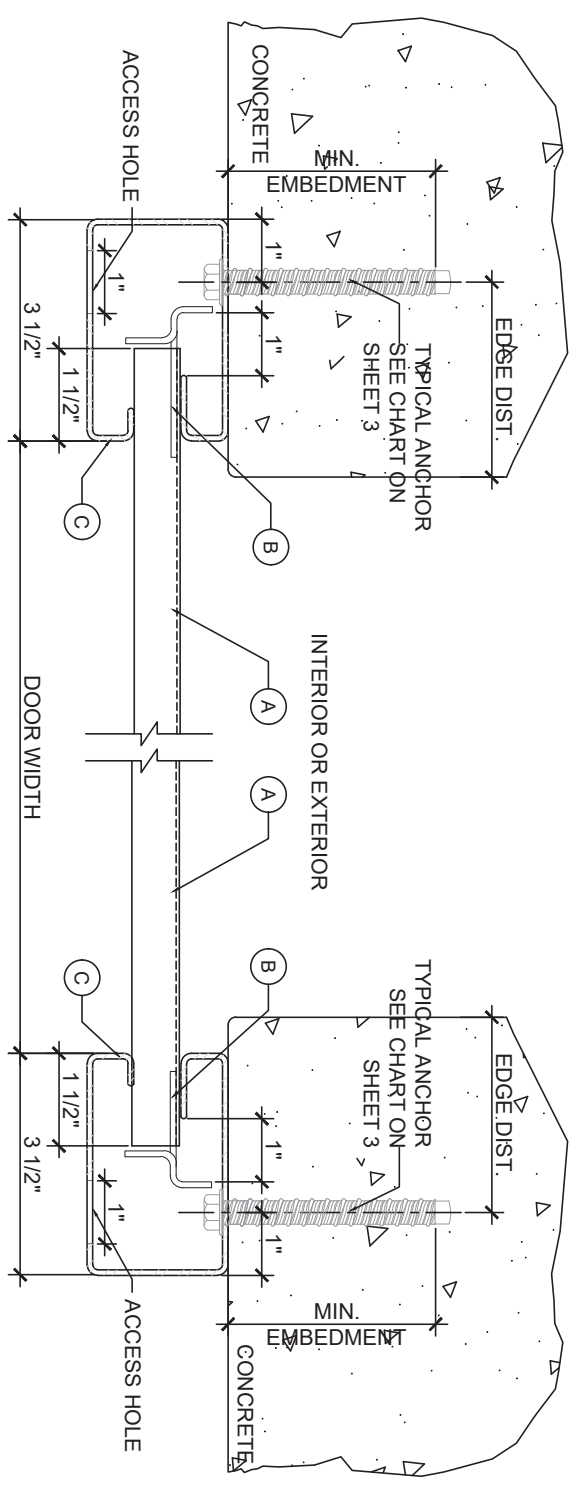 CONCRETE
MIN.
EMBEDMENT
ACCESS HOLE
1"
1"
1"
3 1/2"
1 1/2"
EDGE DIST.
TYPICAL ANCHOR
SEE CHART ON
SHEET 3
C
B
A
INTERIOR OR EXTERIOR
DOOR WIDTH
A
B
C
TYPICAL ANCHOR
SEE CHART ON
SHEET 3
EDGE DIST.
1 1/2"
3 1/2"
1"
1"
1"
ACCESS HOLE
MIN.
EMBEDMENT
CONCRETE